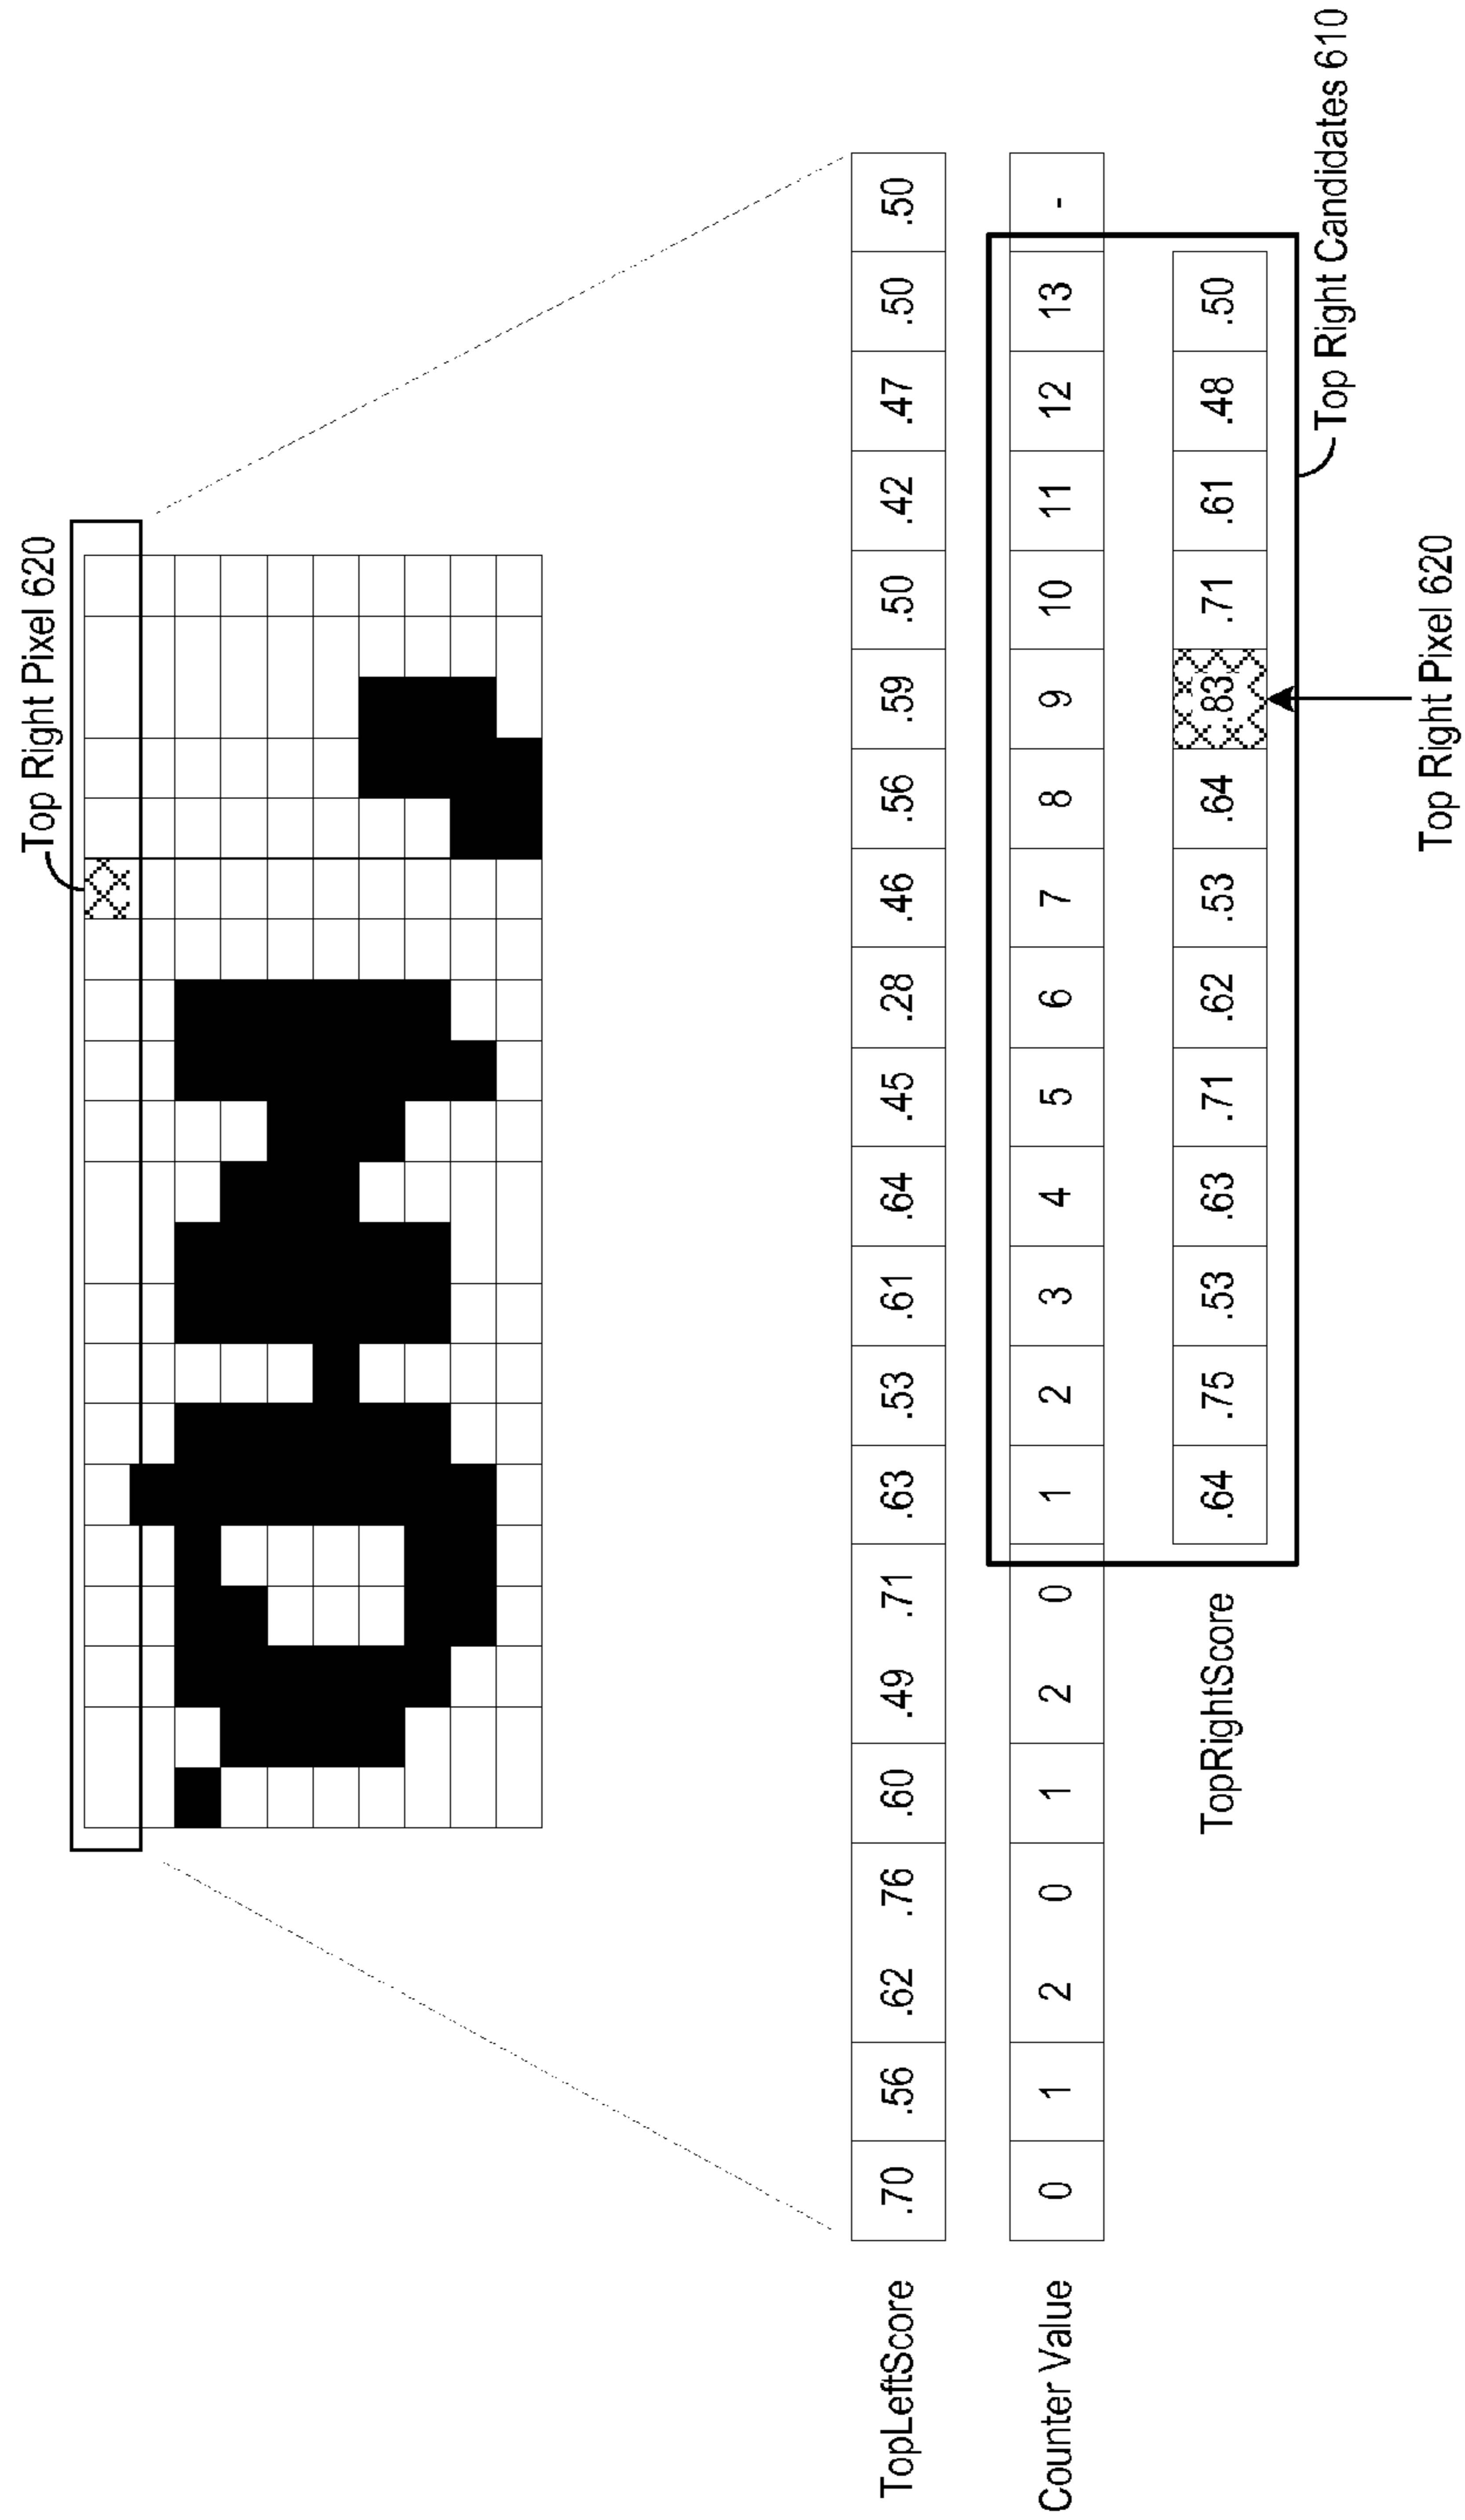 Top Right Pixel 620
TopLeftScore .70 .56 .62 .76 .60 .49 .71 .63 .53 .61 .64 .45 .28 .46 .56 .59 .50 .42 .47 .50 .50
Counter Value 0 1 2 0 1 2 0 1 2 3 4 5 6 7 8 9 10 11 12 13 -
TopRightScore .64 .75 .53 .63 .71 .62 .53 .64 .83 .71 .61 .48 .50
Top Right Candidates 610
Top Right Pixel 620